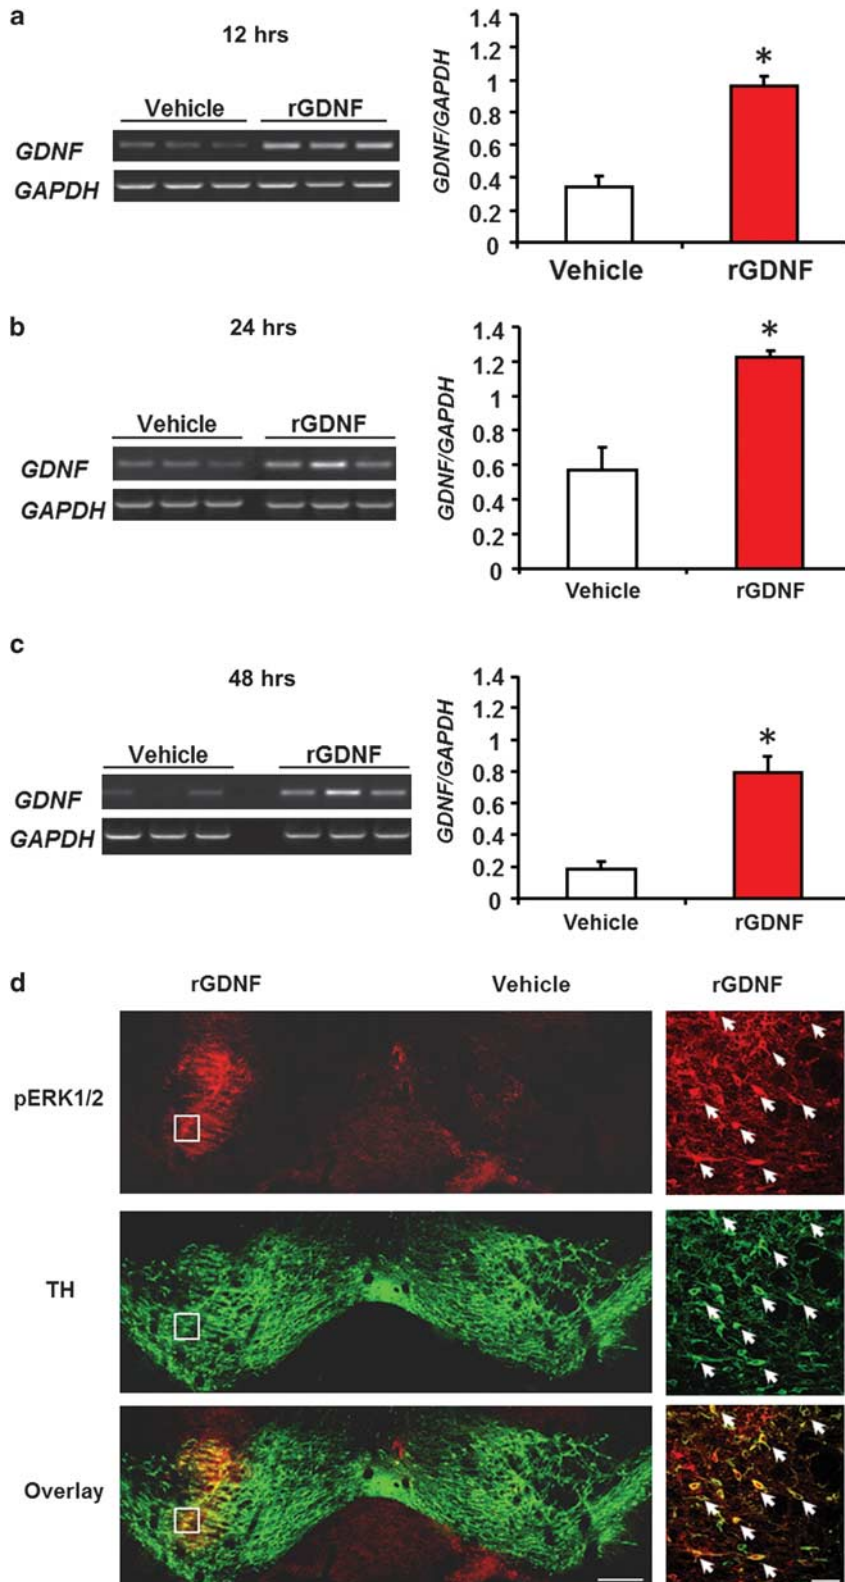 a
12 hrs
Vehicle rGDNF
GDNF
GAPDH
GDNF/GAPDH
1.4
1.2
1
0.8
0.6
0.4
0.2
0
*
Vehicle rGDNF
b
24 hrs
Vehicle rGDNF
GDNF
GAPDH
GDNF/GAPDH
1.4
1.2
1
0.8
0.6
0.4
0.2
0
*
Vehicle rGDNF
c
48 hrs
Vehicle rGDNF
GDNF
GAPDH
GDNF/GAPDH
1.4
1.2
1
0.8
0.6
0.4
0.2
0
*
Vehicle rGDNF
d
rGDNF Vehicle rGDNF
pERK1/2
TH
Overlay